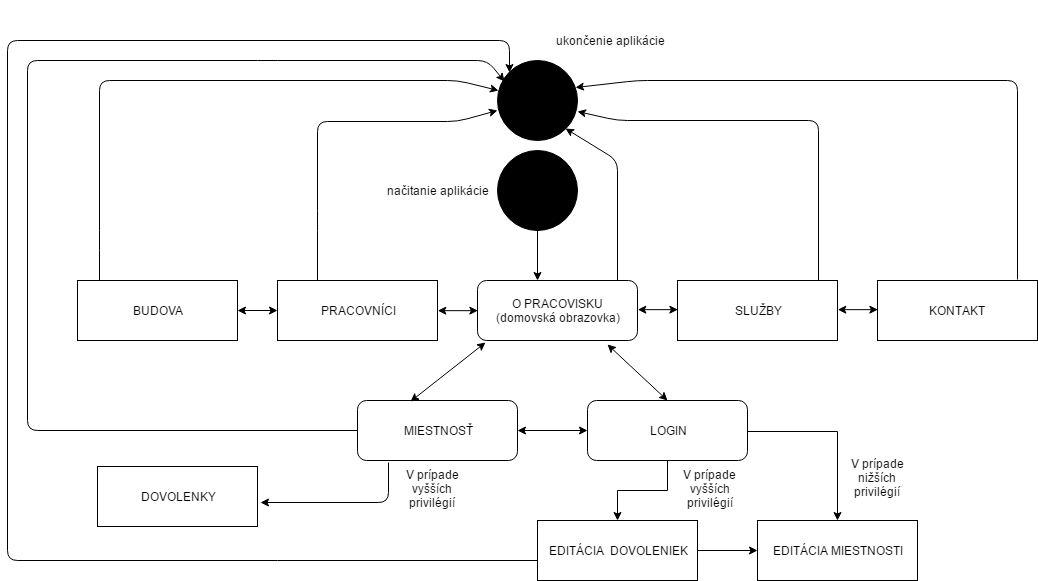 ukončenie aplikácie
načitanie aplikácie
BUDOVA
PRACOVNÍCI
O PRACOVISKU
(domovská obrazovka)
SLUŽBY
KONTAKT
MIESTNOSŤ
LOGIN
V prípade
vyšších
privilégií
V prípade
vyšších
privilégií
V prípade
nižších
privilégií
DOVOLENKY
EDITÁCIA DOVOLENIEK
EDITÁCIA MIESTNOSTI